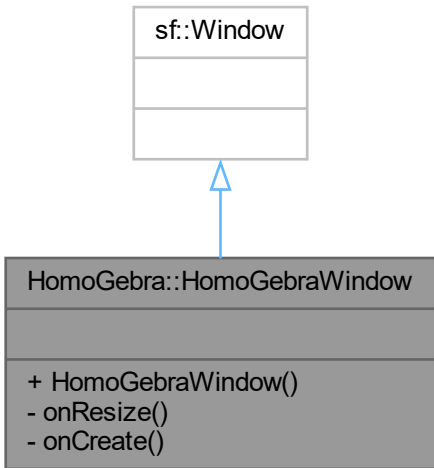 sf::Window
HomoGebra::HomoGebraWindow
+ HomoGebraWindow()
- onResize()
- onCreate()